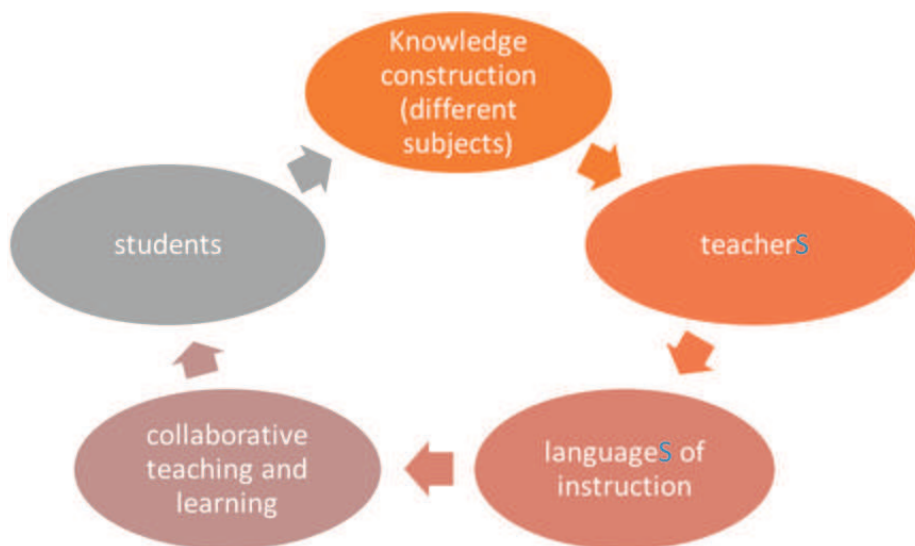 Knowledge
construction
(different
subjects)
teacherS
languageS of
instruction
collaborative
teaching and
learning
students